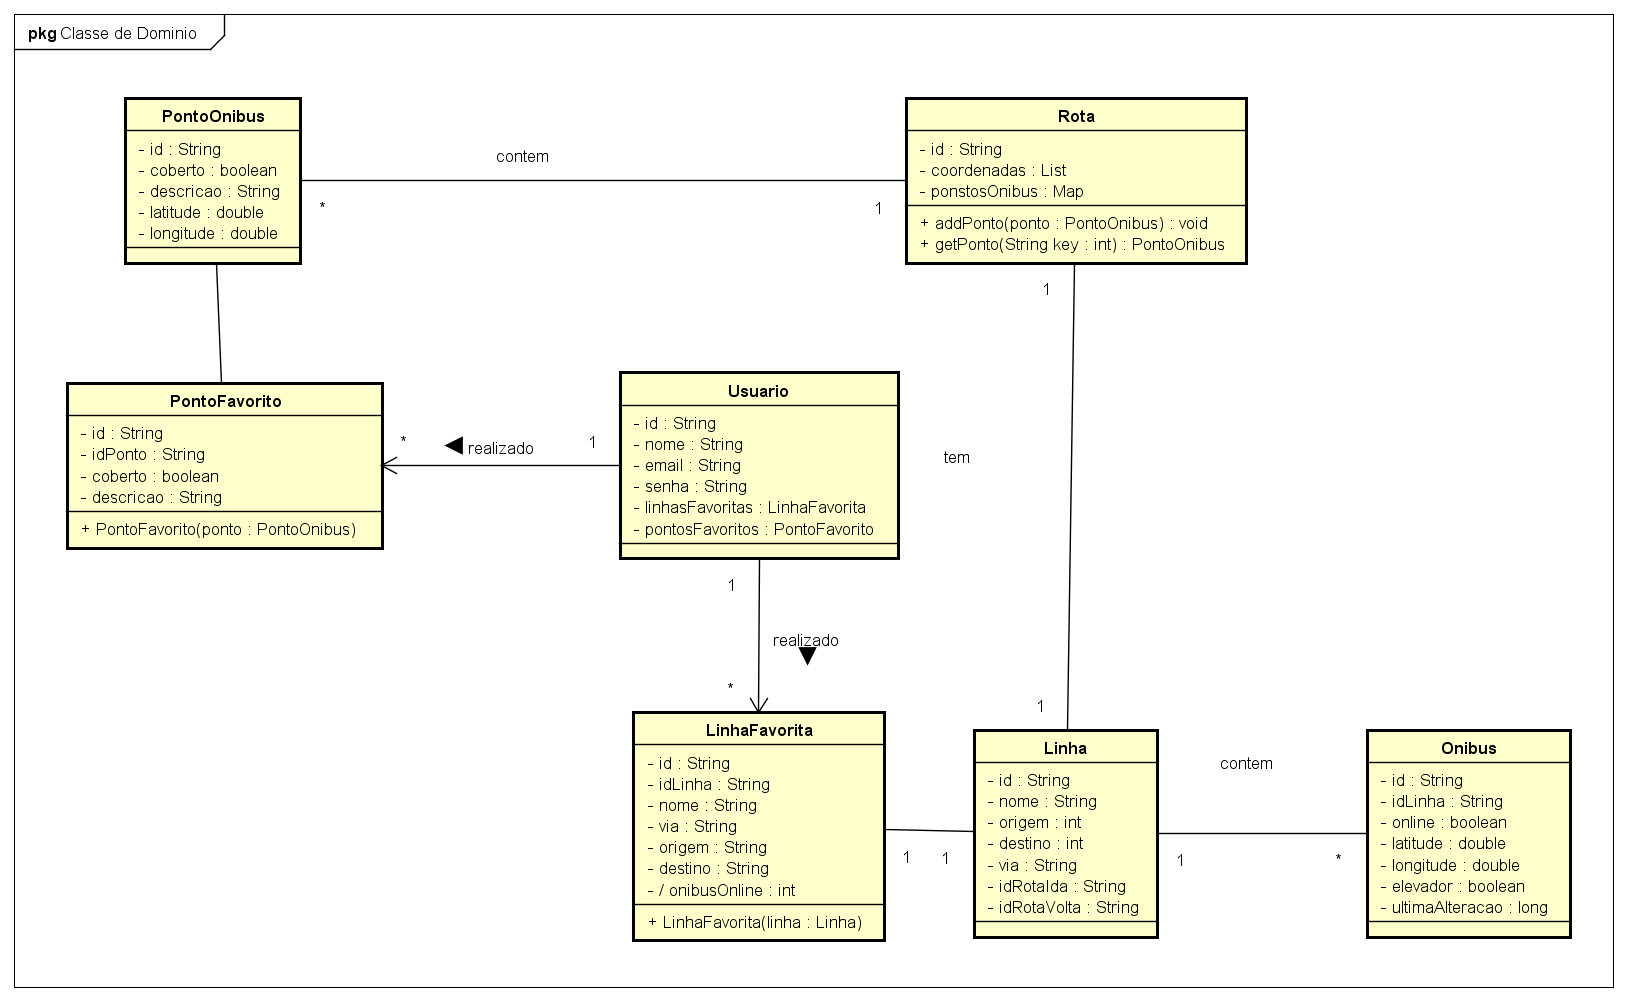 pkg Classe de Dominio
PontoOnibus
- id : String
- coberto : boolean
- descricao : String
- latitude : double
- longitude : double
contem
*
1
Rota
- id : String
- coordenadas : List
- ponstosOnibus : Map
+ addPonto(ponto : PontoOnibus) : void
+ getPonto(String key : int) : PontoOnibus
1
tem
1
PontoFavorito
- id : String
- idPonto : String
- coberto : boolean
- descricao : String
+ PontoFavorito(ponto : PontoOnibus)
*
realizado
1
Usuario
- id : String
- nome : String
- email : String
- senha : String
- linhasFavoritas : LinhaFavorita
- pontosFavoritos : PontoFavorito
1
realizado
*
LinhaFavorita
- id : String
- idLinha : String
- nome : String
- via : String
- origem : String
- destino : String
- / onibusOnline : int
+ LinhaFavorita(linha : Linha)
1
1
Linha
- id : String
- nome : String
- origem : int
- destino : int
- via : String
- idRotaIda : String
- idRotaVolta : String
contem
1
*
Onibus
- id : String
- idLinha : String
- online : boolean
- latitude : double
- longitude : double
- elevador : boolean
- ultimaAlteracao : long